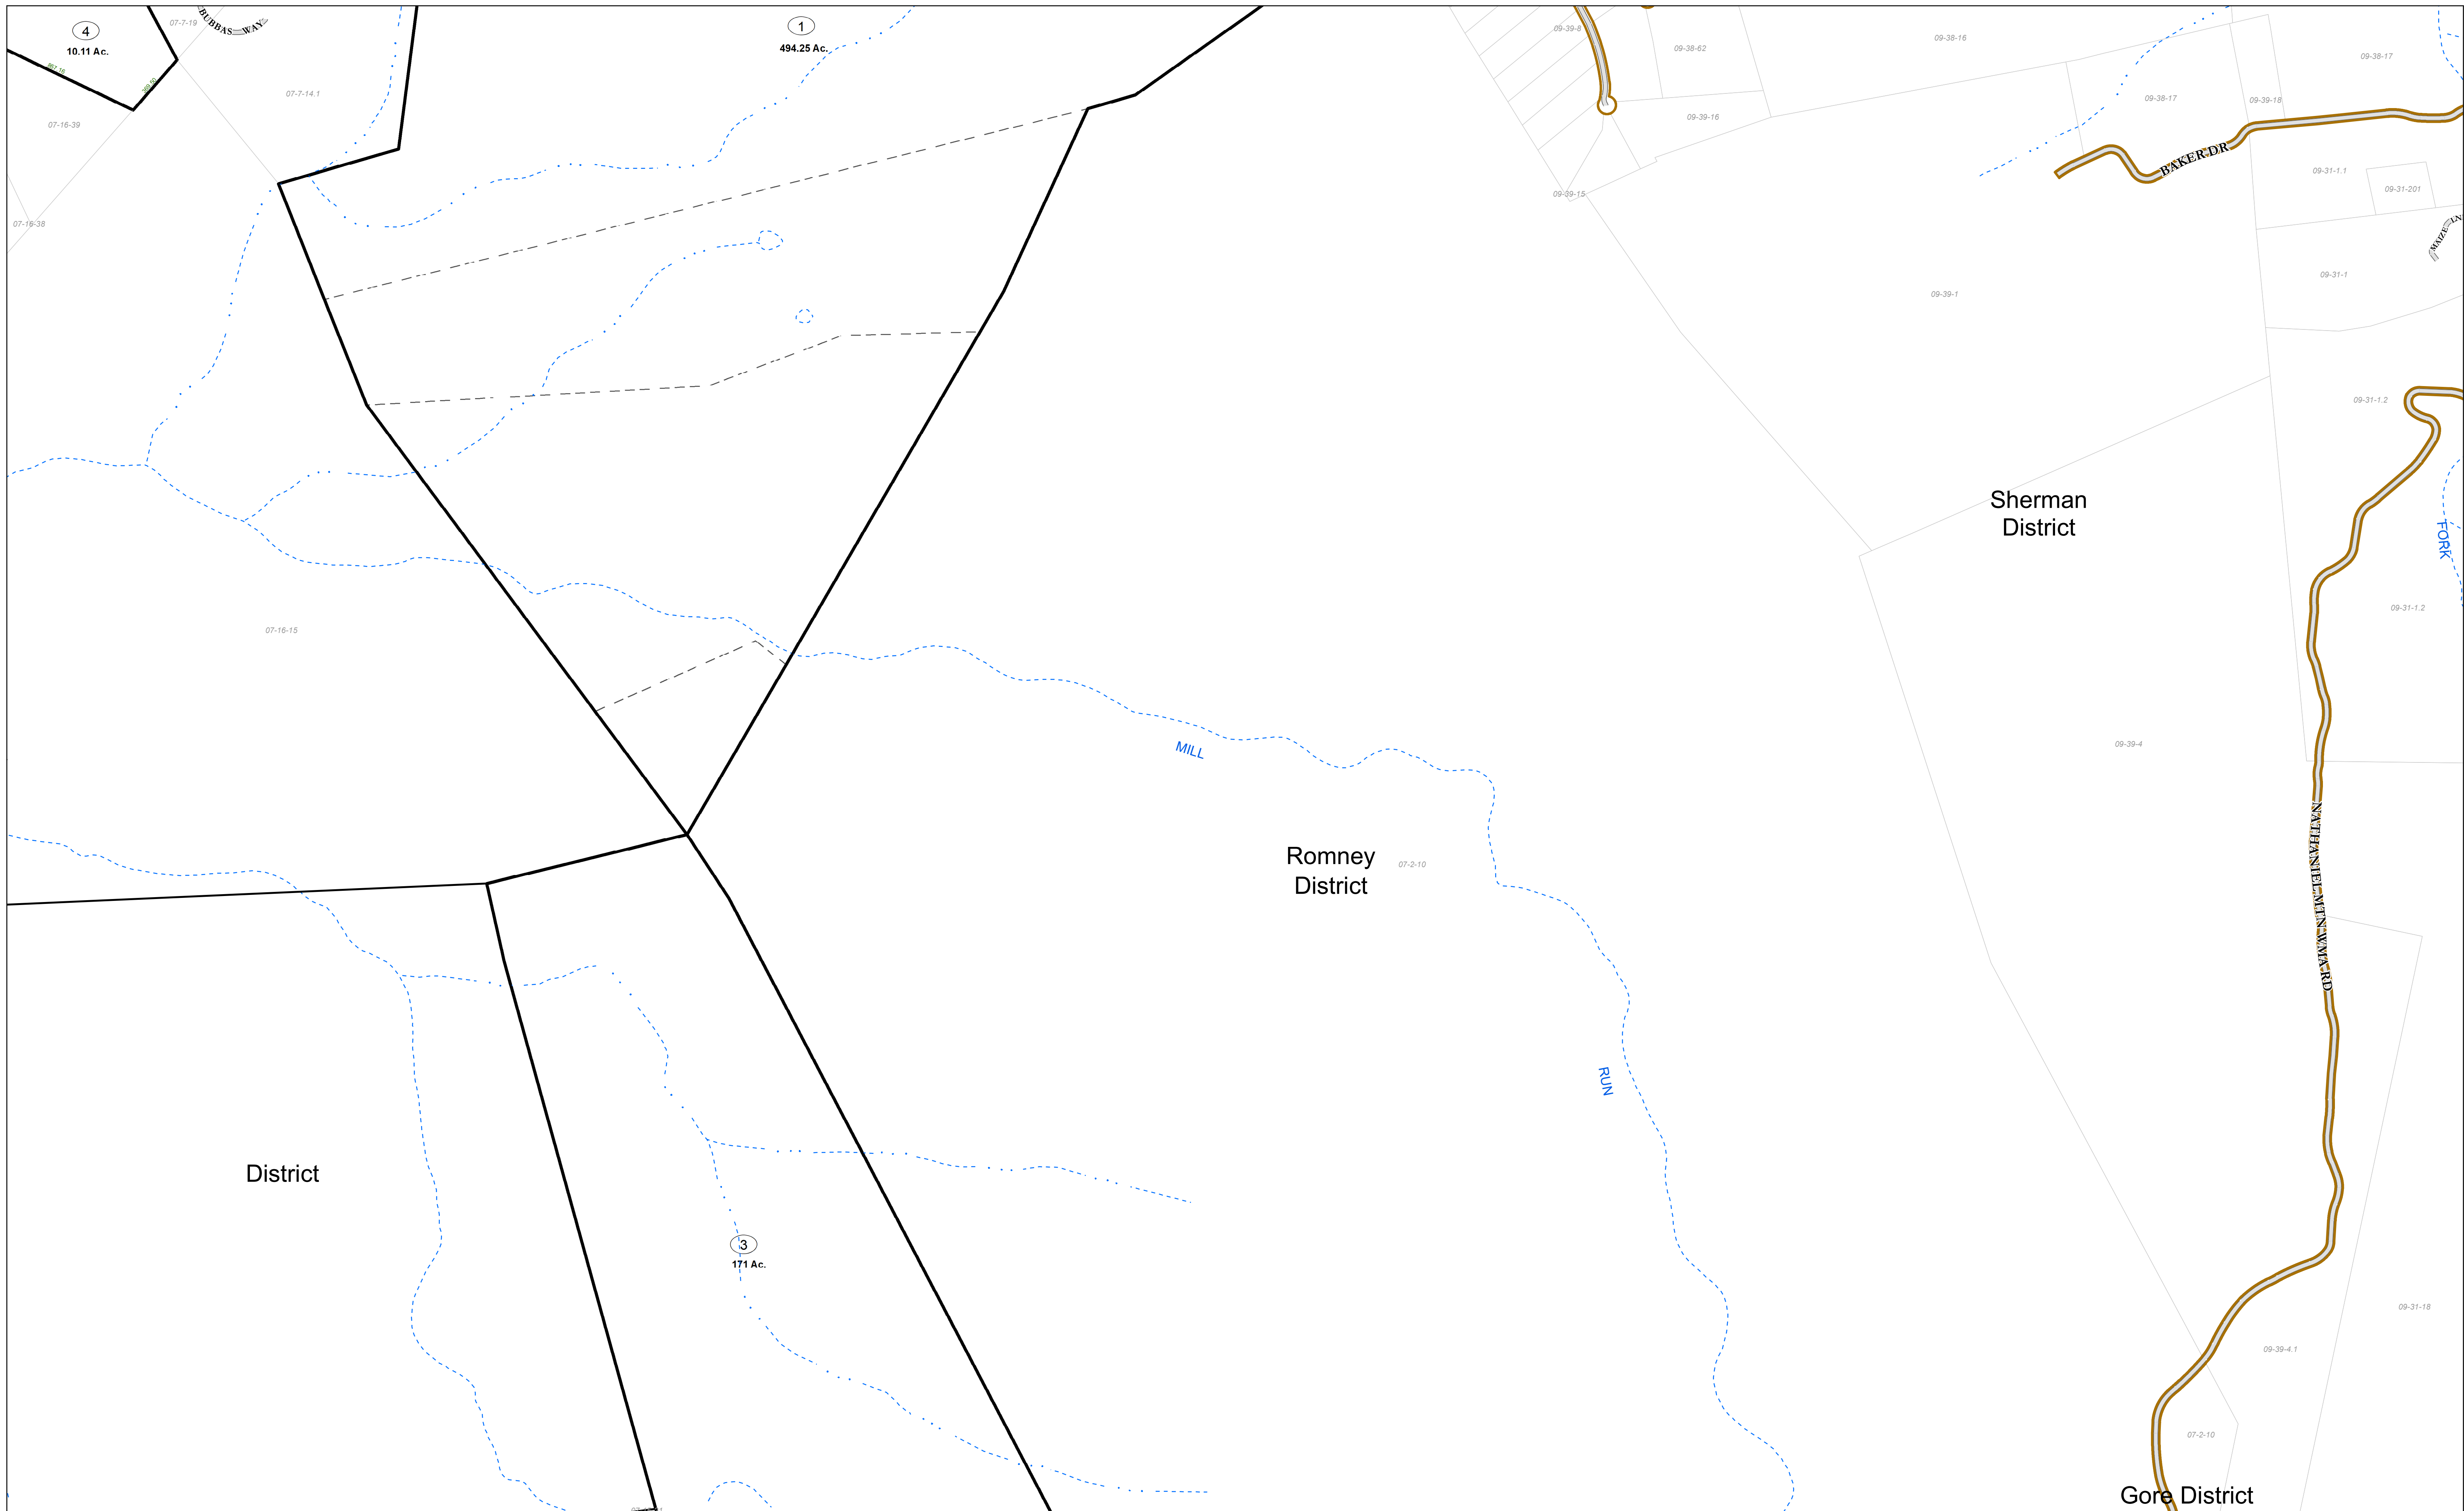 4
10.11 Ac.
867.16
07-7-19
BUBBAS WAY
1
494.25 Ac.
07-7-14.1
07-16-39
07-16-38
09-39-8
09-38-62
09-38-16
09-38-17
09-38-17
09-39-18
09-39-16
09-39-15
BAKER DR
09-31-1.1
09-31-201
MAIZE LN
09-31-1
09-39-1
09-31-1.2
Sherman
District
FORK
09-31-1.2
07-16-15
MILL
09-39-4
Romney
District
07-2-10
NATHANIEL MTN WMA RD
RUN
District
3
171 Ac.
09-31-18
09-39-4.1
07-2-10
Gore District